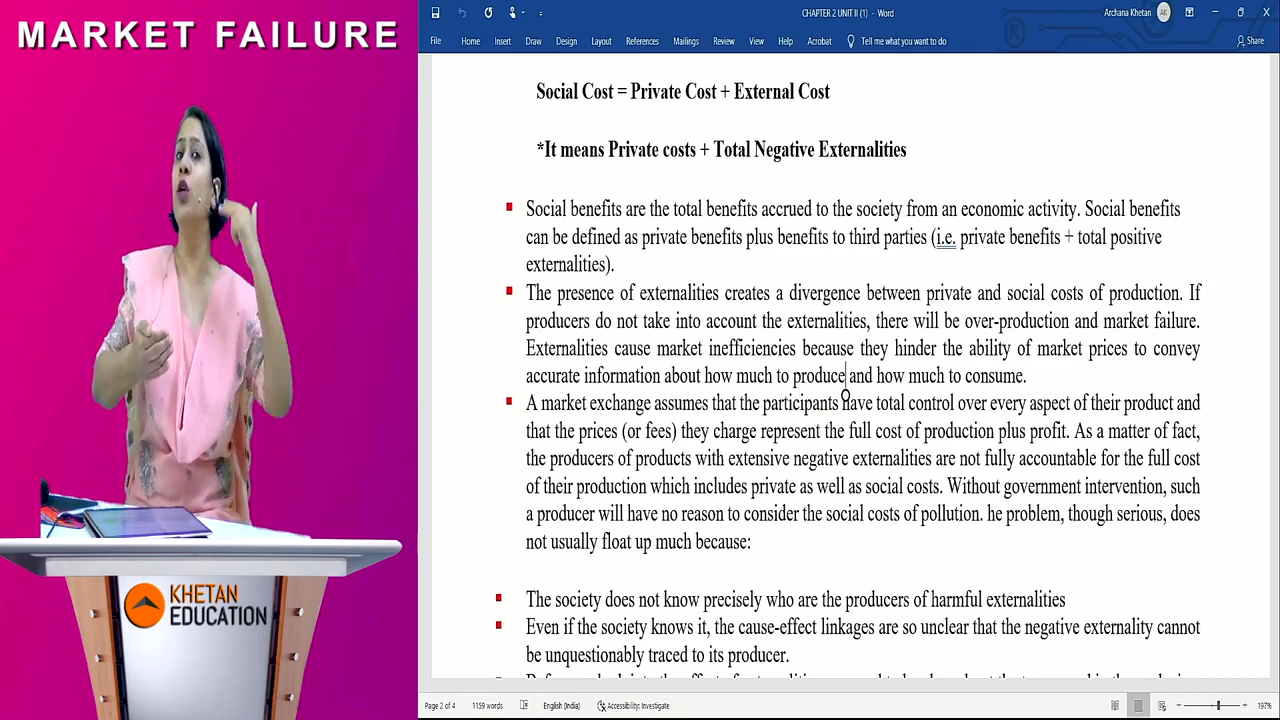 MARKET FAILURE
CHAPTER 2 UNIT II (1) - Word
Archana Khetan
AK
File Home Insert Draw Design Layout References Mailings Review View Help Acrobat Tell me what you want to do
Share
Social Cost = Private Cost + External Cost
*It means Private costs + Total Negative Externalities
Social benefits are the total benefits accrued to the society from an economic activity. Social benefits
can be defined as private benefits plus benefits to third parties (i.e. private benefits + total positive
externalities).
The presence of externalities creates a divergence between private and social costs of production. If
producers do not take into account the externalities, there will be over-production and market failure.
Externalities cause market inefficiencies because they hinder the ability of market prices to convey
accurate information about how much to produce and how much to consume.
A market exchange assumes that the participants have total control over every aspect of their product and
that the prices (or fees) they charge represent the full cost of production plus profit. As a matter of fact,
the producers of products with extensive negative externalities are not fully accountable for the full cost
of their production which includes private as well as social costs. Without government intervention, such
a producer will have no reason to consider the social costs of pollution. he problem, though serious, does
not usually float up much because:
The society does not know precisely who are the producers of harmful externalities
Even if the society knows it, the cause-effect linkages are so unclear that the negative externality cannot
be unquestionably traced to its producer.
KHETAN
EDUCATION
Page 2 of 4 1159 words English (India) Accessibility: Investigate
197%